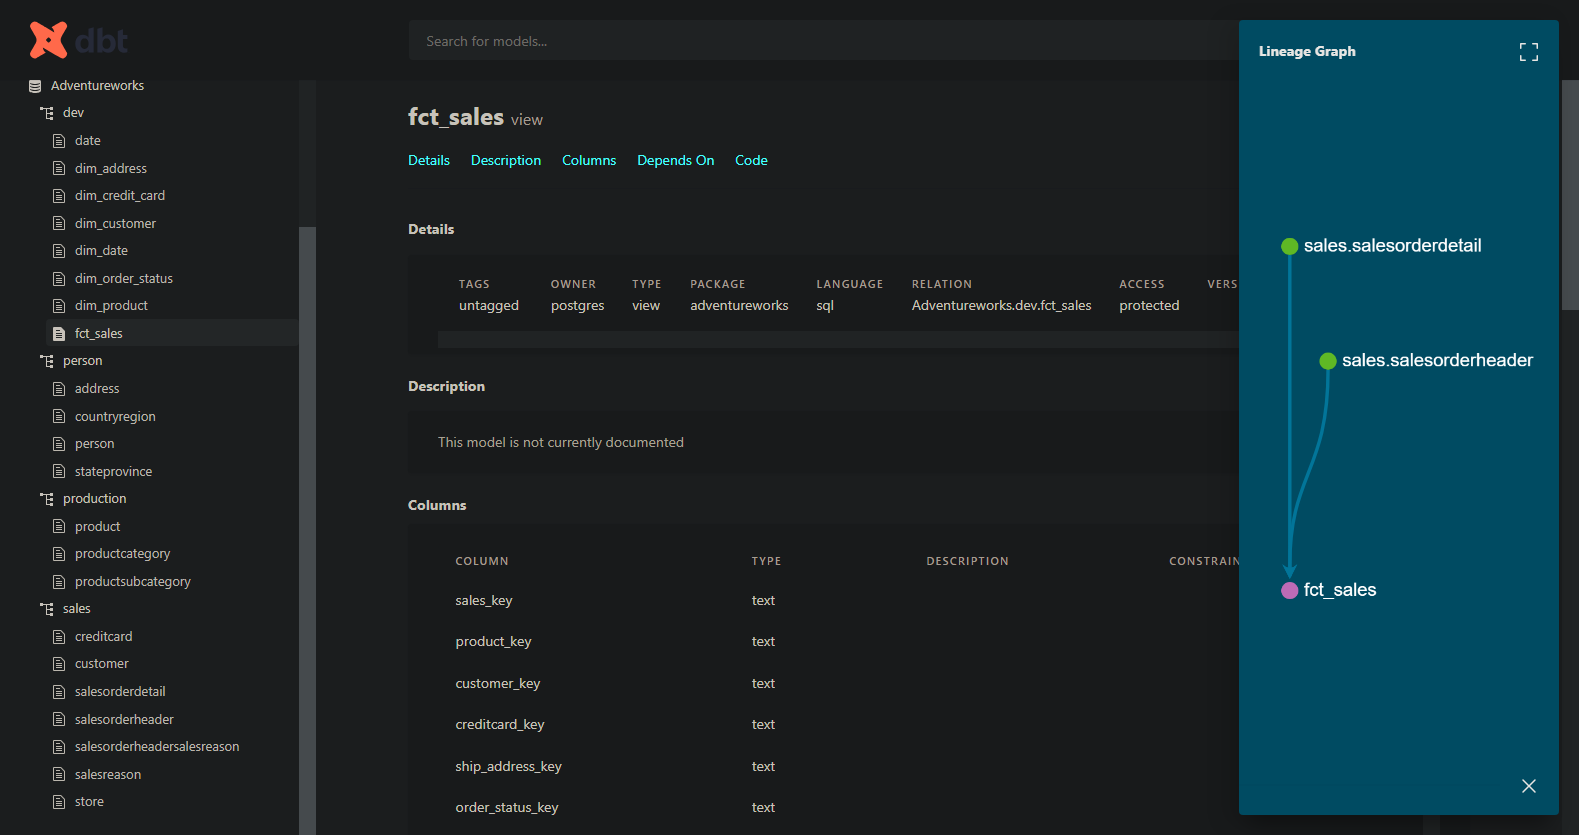 dbt
Search for models...
Adventureworks
dev
date
dim_address
dim_credit_card
dim_customer
dim_date
dim_order_status
dim_product
fct_sales
person
address
countryregion
person
stateprovince
production
product
productcategory
productsubcategory
sales
creditcard
customer
salesorderdetail
salesorderheader
salesorderheadersalesreason
salesreason
store
fct_sales view
Details Description Columns Depends On Code
Details
TAGS OWNER TYPE PACKAGE LANGUAGE RELATION ACCESS VERS
untagged postgres view adventureworks sql Adventureworks.dev.fct_sales protected
Description
This model is not currently documented
Columns
COLUMN TYPE DESCRIPTION CONSTRAIN
sales_key text
product_key text
customer_key text
creditcard_key text
ship_address_key text
order_status_key text
Lineage Graph
sales.salesorderdetail
sales.salesorderheader
fct_sales